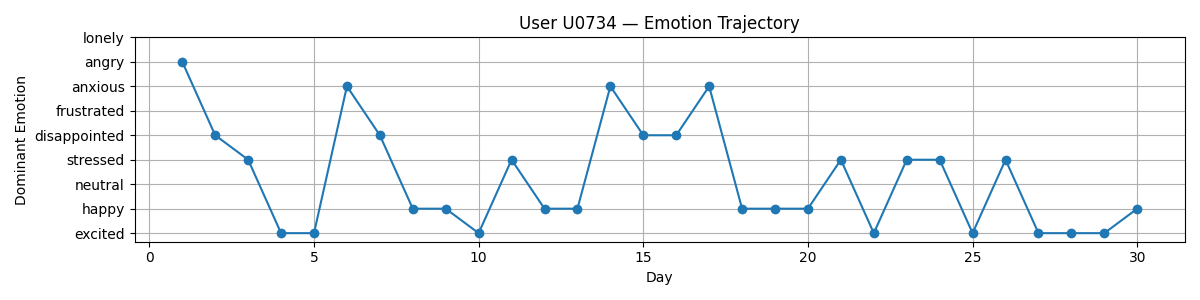 User U0734 — Emotion Trajectory
Dominant Emotion
lonely
angry
anxious
frustrated
disappointed
stressed
neutral
happy
excited
0 5 10 15 20 25 30
Day